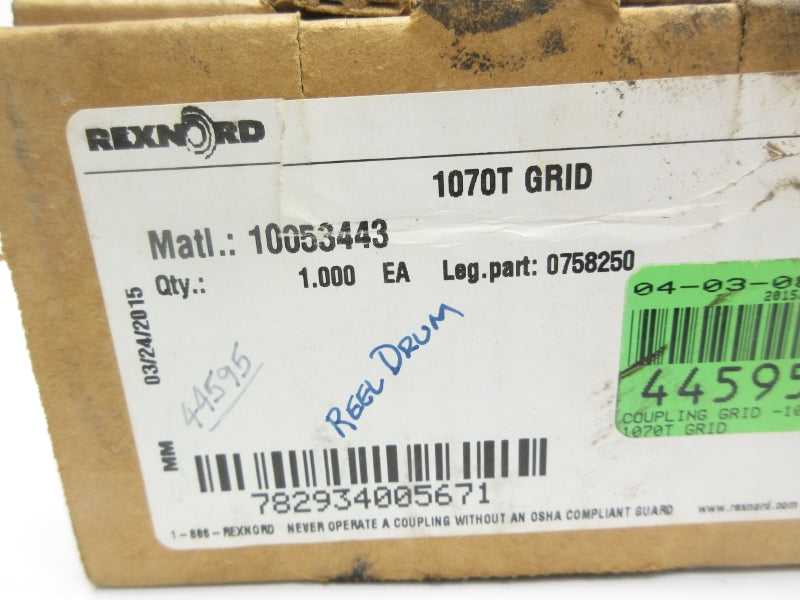 REXNORD
1070T GRID
Matl.: 10053443
Qty.: 1.000 EA Leg.part: 0758250
03/24/2015
MM
44595
REEL DRUM
04-03-08
2015
44595
COUPLING GRID -10
1070T GRID
782934005671
1-866-REXNORD NEVER OPERATE A COUPLING WITHOUT AN OSHA COMPLIANT GUARD www.rexnord.com